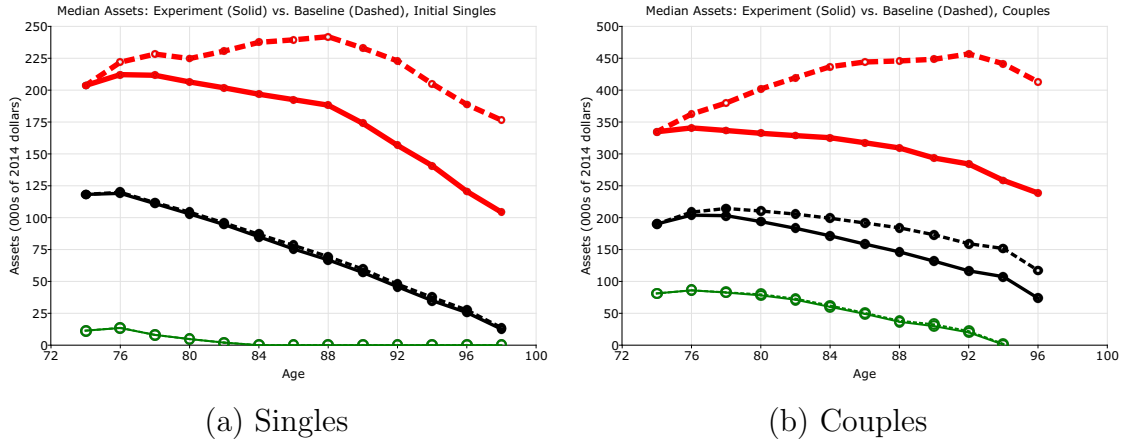 Median Assets: Experiment (Solid) vs. Baseline (Dashed), Initial Singles
Assets (000s of 2014 dollars)
250
225
200
175
150
125
100
75
50
25
0
72 76 80 84 88 92 96 100
Age
(a) Singles
Median Assets: Experiment (Solid) vs. Baseline (Dashed), Couples
Assets (000s of 2014 dollars)
500
450
400
350
300
250
200
150
100
50
0
72 76 80 84 88 92 96 100
Age
(b) Couples